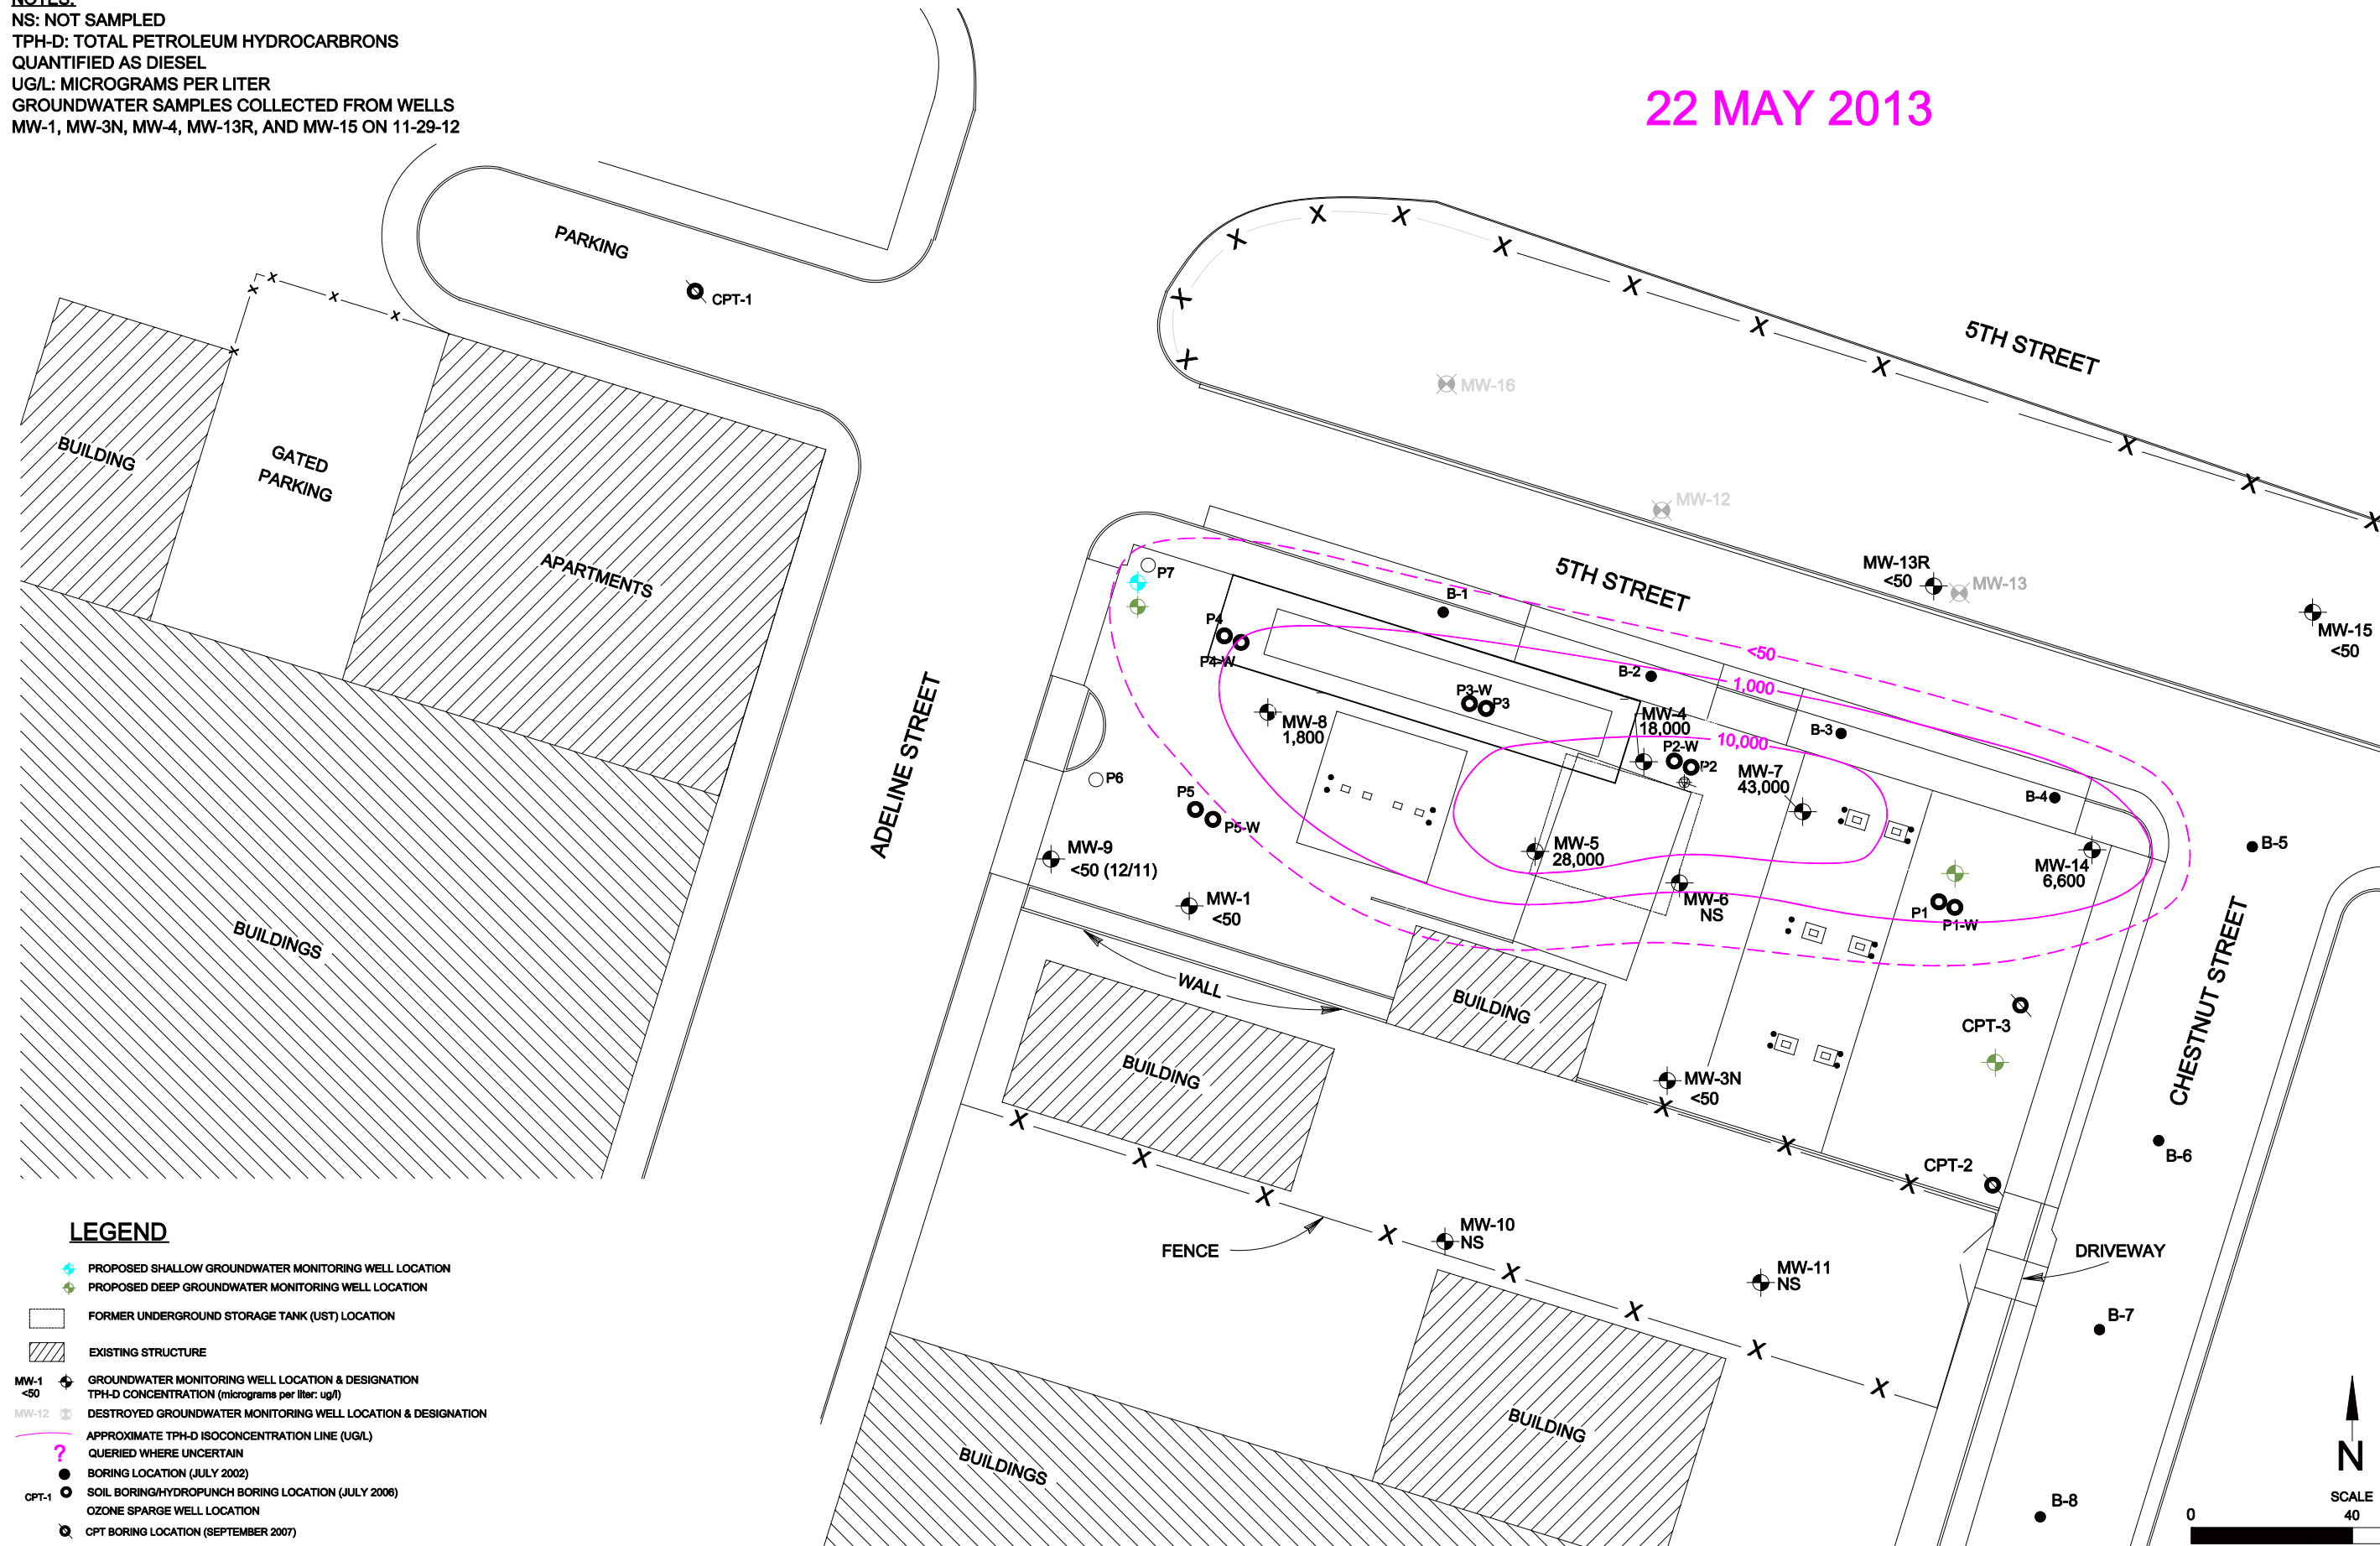 NOTES:
NS: NOT SAMPLED
TPH-D: TOTAL PETROLEUM HYDROCARBRONS
QUANTIFIED AS DIESEL
UG/L: MICROGRAMS PER LITER
GROUNDWATER SAMPLES COLLECTED FROM WELLS
MW-1, MW-3N, MW-4, MW-13R, AND MW-15 ON 11-29-12
22 MAY 2013
PARKING
CPT-1
5TH STREET
MW-16
BUILDING
GATED
PARKING
APARTMENTS
MW-12
MW-13R
<50
MW-13
MW-15
<50
5TH STREET
P7
B-1
P4
P4-W
<50
B-2
1,000
P3-W
P3
MW-8
1,800
MW-4
18,000
10,000
B-3
P2-W
P2
MW-7
43,000
P6
P5
P5-W
B-4
ADELINE STREET
MW-9
<50 (12/11)
MW-5
28,000
MW-14
6,600
B-5
MW-1
<50
MW-6
NS
P1
P1-W
BUILDINGS
WALL
BUILDING
CPT-3
CHESTNUT STREET
BUILDING
MW-3N
<50
CPT-2
B-6
MW-10
NS
FENCE
MW-11
NS
DRIVEWAY
B-7
BUILDING
BUILDINGS
B-8
LEGEND
PROPOSED SHALLOW GROUNDWATER MONITORING WELL LOCATION
PROPOSED DEEP GROUNDWATER MONITORING WELL LOCATION
FORMER UNDERGROUND STORAGE TANK (UST) LOCATION
EXISTING STRUCTURE
MW-1
<50
GROUNDWATER MONITORING WELL LOCATION & DESIGNATION
TPH-D CONCENTRATION (micrograms per liter: ug/l)
MW-12
DESTROYED GROUNDWATER MONITORING WELL LOCATION & DESIGNATION
APPROXIMATE TPH-D ISOCONCENTRATION LINE (UG/L)
? QUERIED WHERE UNCERTAIN
BORING LOCATION (JULY 2002)
CPT-1
SOIL BORING/HYDROPUNCH BORING LOCATION (JULY 2006)
OZONE SPARGE WELL LOCATION
CPT BORING LOCATION (SEPTEMBER 2007)
N
SCALE
0 40